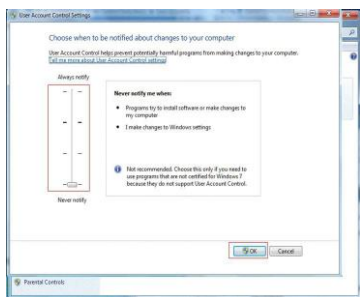 User Account Control Settings
Choose when to be notified about changes to your computer
User Account Control helps prevent potentially harmful programs from making changes to your computer.
Tell me more about User Account Control settings
Always notify
Never notify me when:
Programs try to install software or make changes to
my computer
I make changes to Windows settings
Not recommended. Choose this only if you need to
use programs that are not certified for Windows 7
because they do not support User Account Control.
Never notify
OK
Cancel
Parental Controls